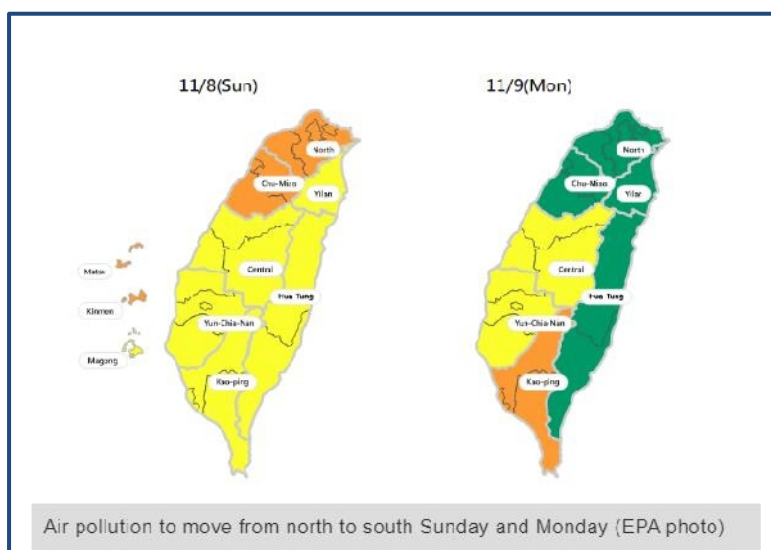 11/8(Sun)
11/9(Mon)
North
Chu-Miao
Yilan
Central
Hua Tung
Yun-Chia-Nan
Kao-ping
Matsu
Kinmen
Magong
North
Chu-Miao
Yilan
Central
Hua Tung
Yun-Chia-Nan
Kao-ping
Air pollution to move from north to south Sunday and Monday (EPA photo)